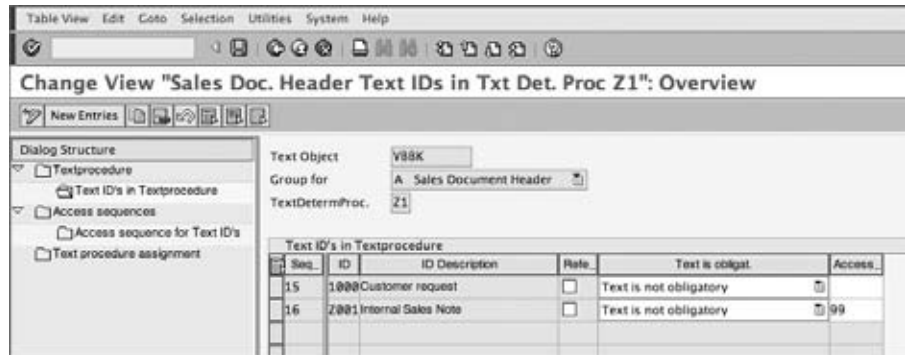 Table View Edit Goto Selection Utilities System Help
Change View "Sales Doc. Header Text IDs in Txt Det. Proc Z1": Overview
New Entries
Dialog Structure
Textprocedure
Text ID's in Textprocedure
Access sequences
Access sequence for Text ID's
Text procedure assignment
Text Object VBBK
Group for A Sales Document Header
TextDetermProc. Z1
Text ID's in Textprocedure
Seq_ ID ID Description Refe_ Text is obligat. Access_
15 1000 Customer request Text is not obligatory
16 Z001 Internal Sales Note Text is not obligatory 99